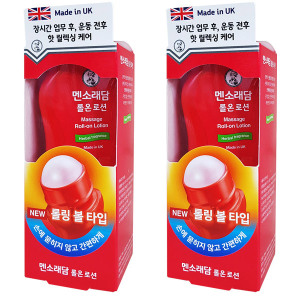 Made in UK
장시간 업무 후, 운동 전후
핫 릴렉싱 케어
멘소래담
롤온 로션
Massage
Roll-on Lotion
Made in UK
NEW 롤링 볼 타입
손에 묻히지 않고 간편하게
멘소래담 롤온 로션
Made in UK
장시간 업무 후, 운동 전후
핫 릴렉싱 케어
멘소래담
롤온 로션
Massage
Roll-on Lotion
Made in UK
NEW 롤링 볼 타입
손에 묻히지 않고 간편하게
멘소래담 롤온 로션